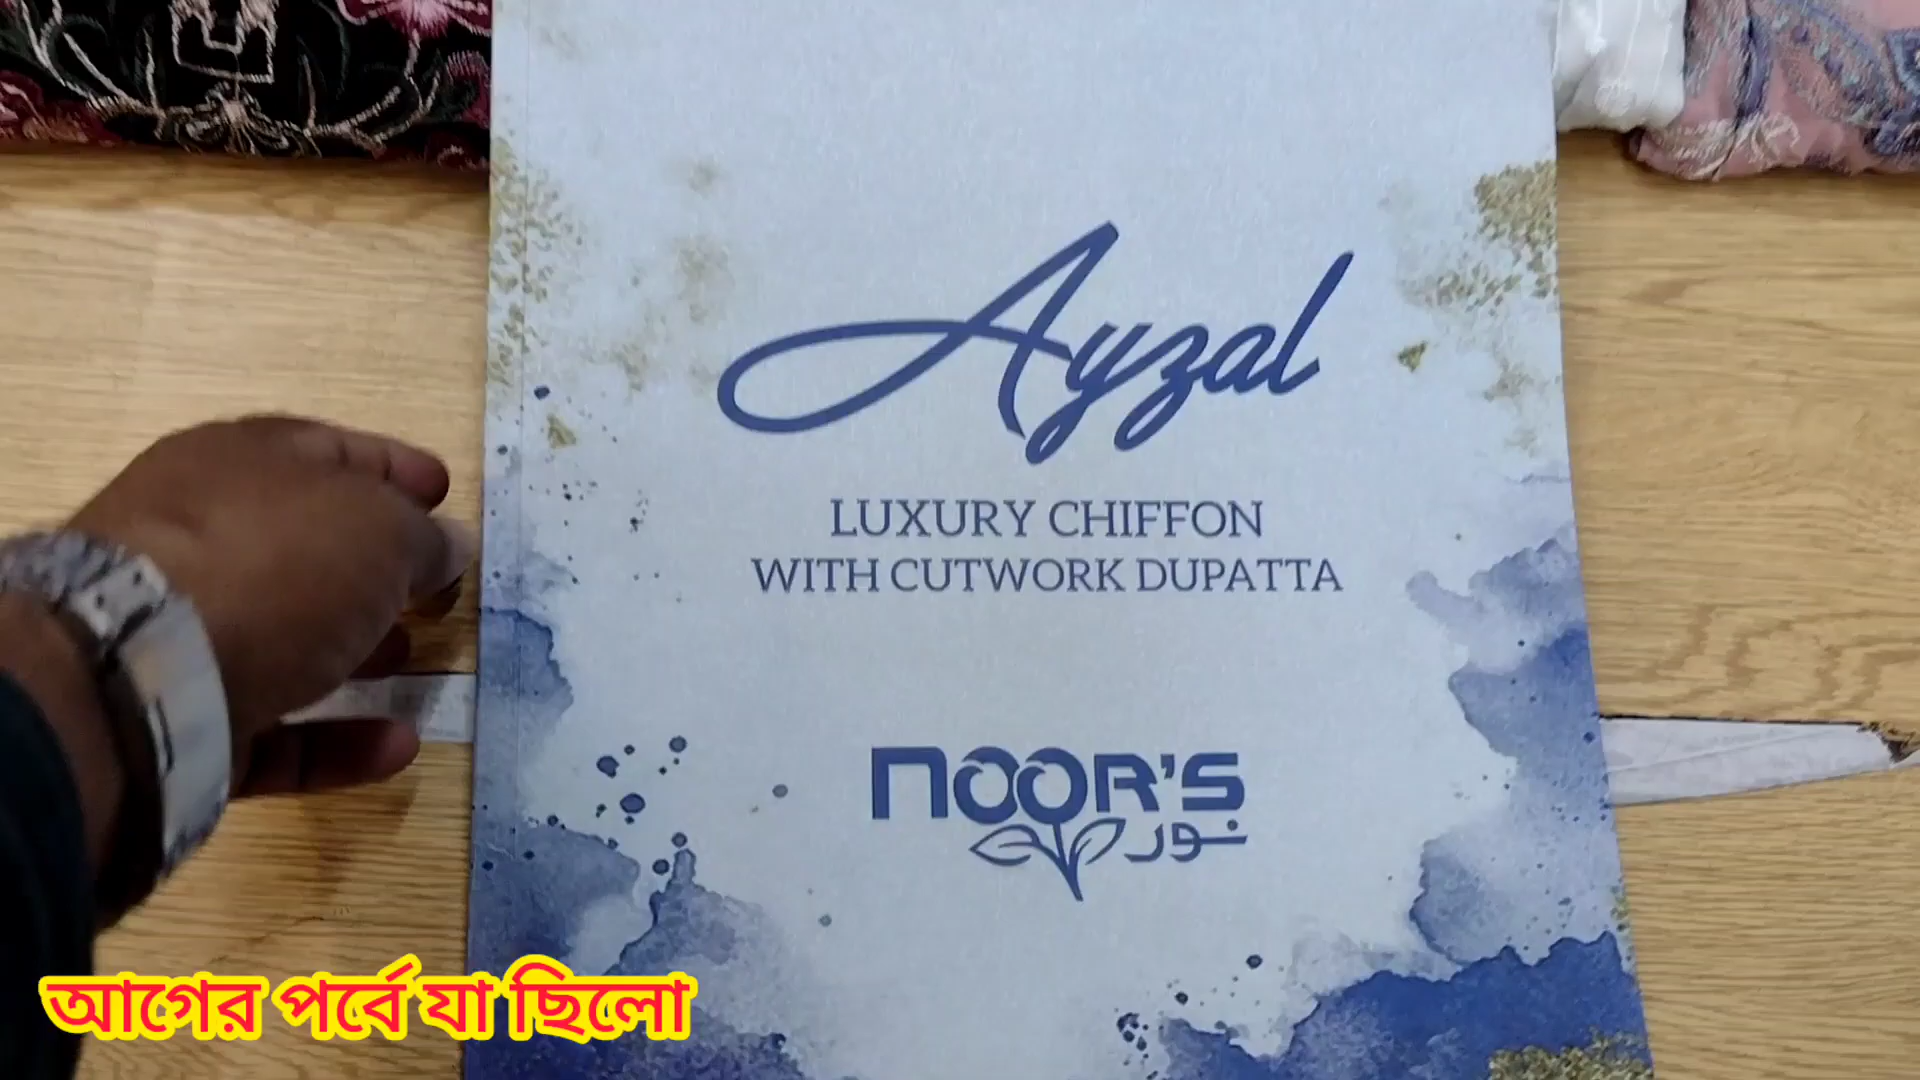 Ayzal
LUXURY CHIFFON
WITH CUTWORK DUPATTA
NOOR'S
نور
আগের পর্বে যা ছিলো